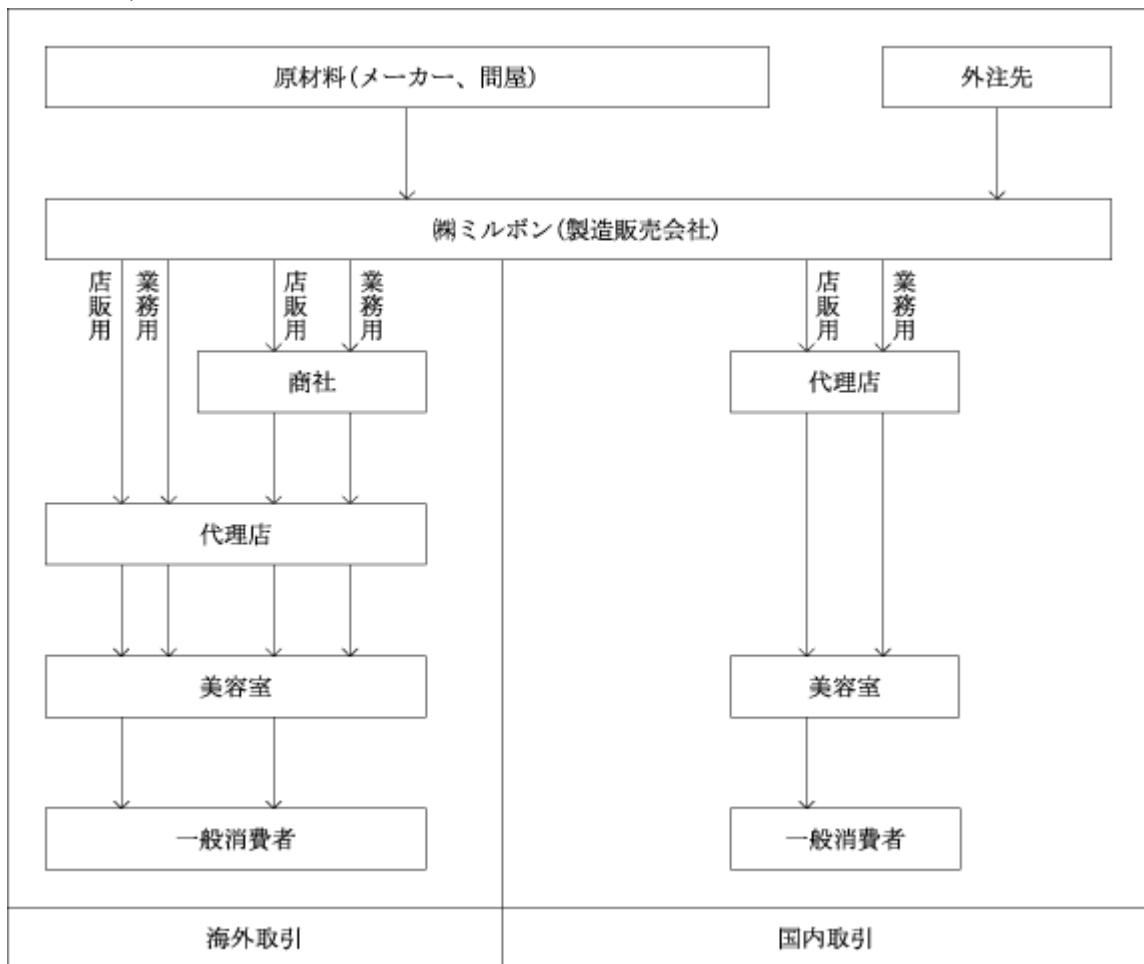 原材料(メーカー、問屋)
外注先
㈱ミルボン(製造販売会社)
店販用
業務用
店販用
業務用
店販用
業務用
商社
代理店
代理店
美容室
美容室
一般消費者
一般消費者
海外取引
国内取引